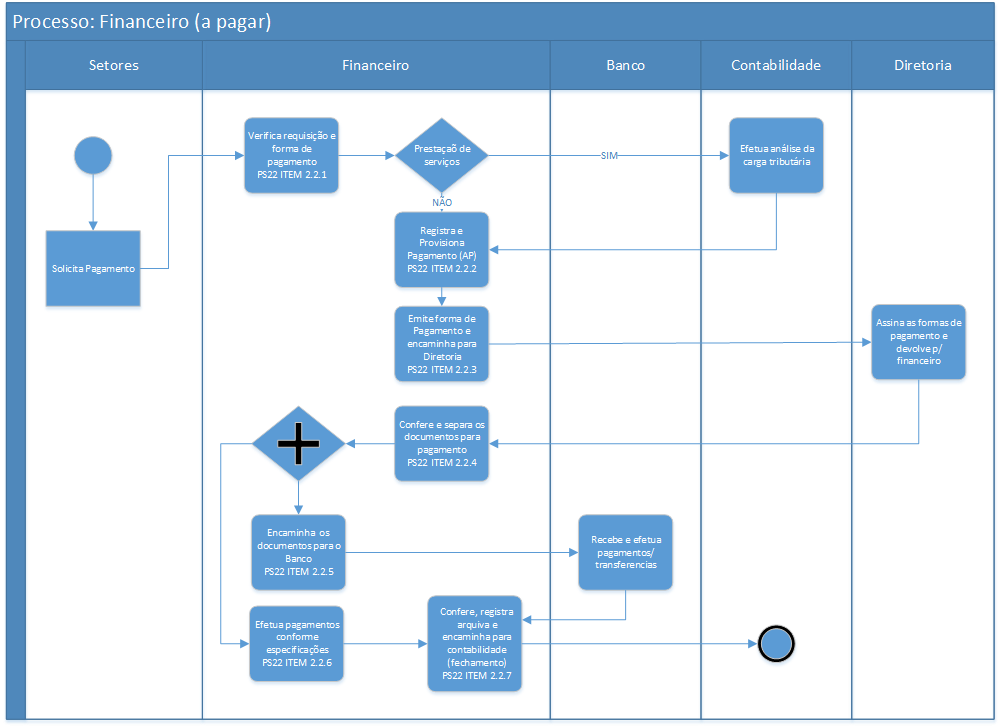 Processo: Financeiro (a pagar)
Setores
Financeiro
Banco
Contabilidade
Diretoria
Verifica requisição e
forma de
pagamento
PS22 ITEM 2.2.1
Prestação de
serviços
SIM
Efetua análise da
carga tributária
NÃO
Solicita Pagamento
Registra e
Provisiona
Pagamento (AP)
PS22 ITEM 2.2.2
Emite forma de
Pagamento e
encaminha para
Diretoria
PS22 ITEM 2.2.3
Assina as formas de
pagamento e
devolve p/
financeiro
Confere e separa os
documentos para
pagamento
PS22 ITEM 2.2.4
Encaminha os
documentos para o
Banco
PS22 ITEM 2.2.5
Recebe e efetua
pagamentos/
transferencias
Efetua pagamentos
conforme
especificações
PS22 ITEM 2.2.6
Confere, registra
arquiva e
encaminha para
contabilidade
(fechamento)
PS22 ITEM 2.2.7